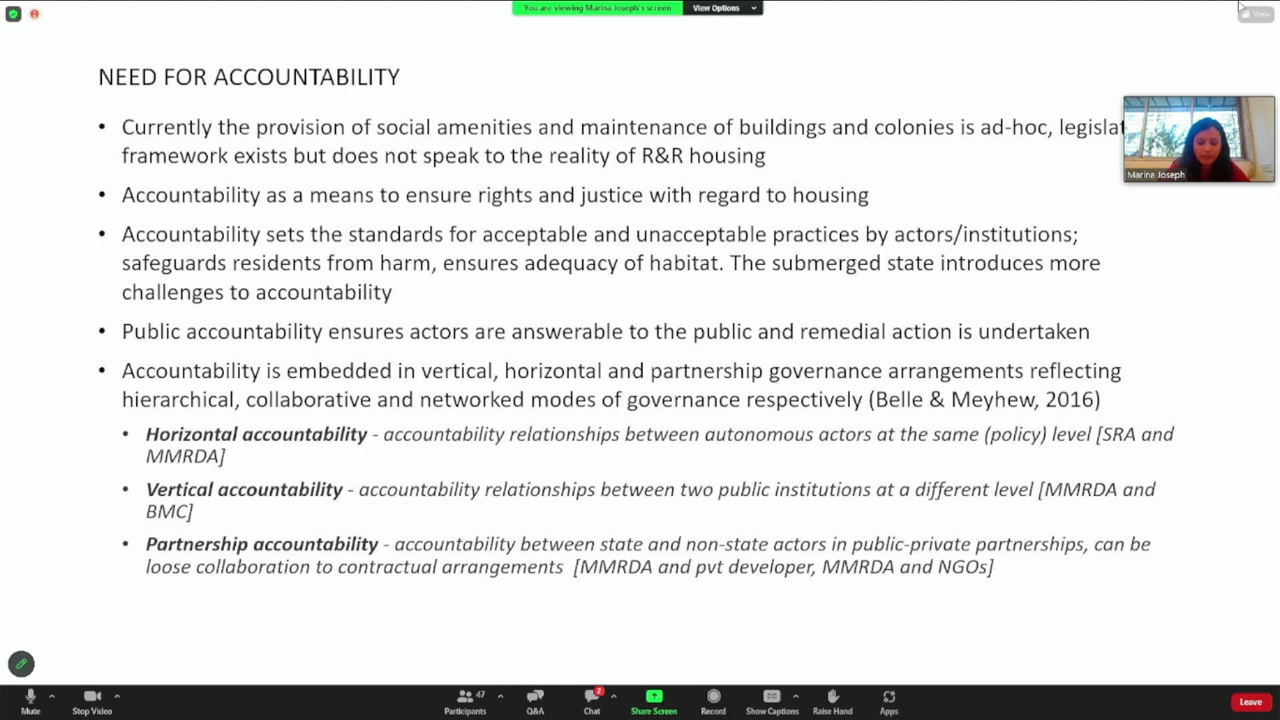 You are viewing Marina Joseph's screen
View Options
View
NEED FOR ACCOUNTABILITY
• Currently the provision of social amenities and maintenance of buildings and colonies is ad-hoc, legislat
framework exists but does not speak to the reality of R&R housing
• Accountability as a means to ensure rights and justice with regard to housing
• Accountability sets the standards for acceptable and unacceptable practices by actors/institutions;
safeguards residents from harm, ensures adequacy of habitat. The submerged state introduces more
challenges to accountability
• Public accountability ensures actors are answerable to the public and remedial action is undertaken
• Accountability is embedded in vertical, horizontal and partnership governance arrangements reflecting
hierarchical, collaborative and networked modes of governance respectively (Belle & Meyhew, 2016)
• Horizontal accountability - accountability relationships between autonomous actors at the same (policy) level [SRA and
MMRDA]
• Vertical accountability - accountability relationships between two public institutions at a different level [MMRDA and
BMC]
• Partnership accountability - accountability between state and non-state actors in public-private partnerships, can be
loose collaboration to contractual arrangements [MMRDA and pvt developer, MMRDA and NGOs]
Marina Joseph
Mute
Stop Video
Participants
47
Q&A
Chat
2
Share Screen
Record
CC
Show Captions
Raise Hand
Apps
Leave